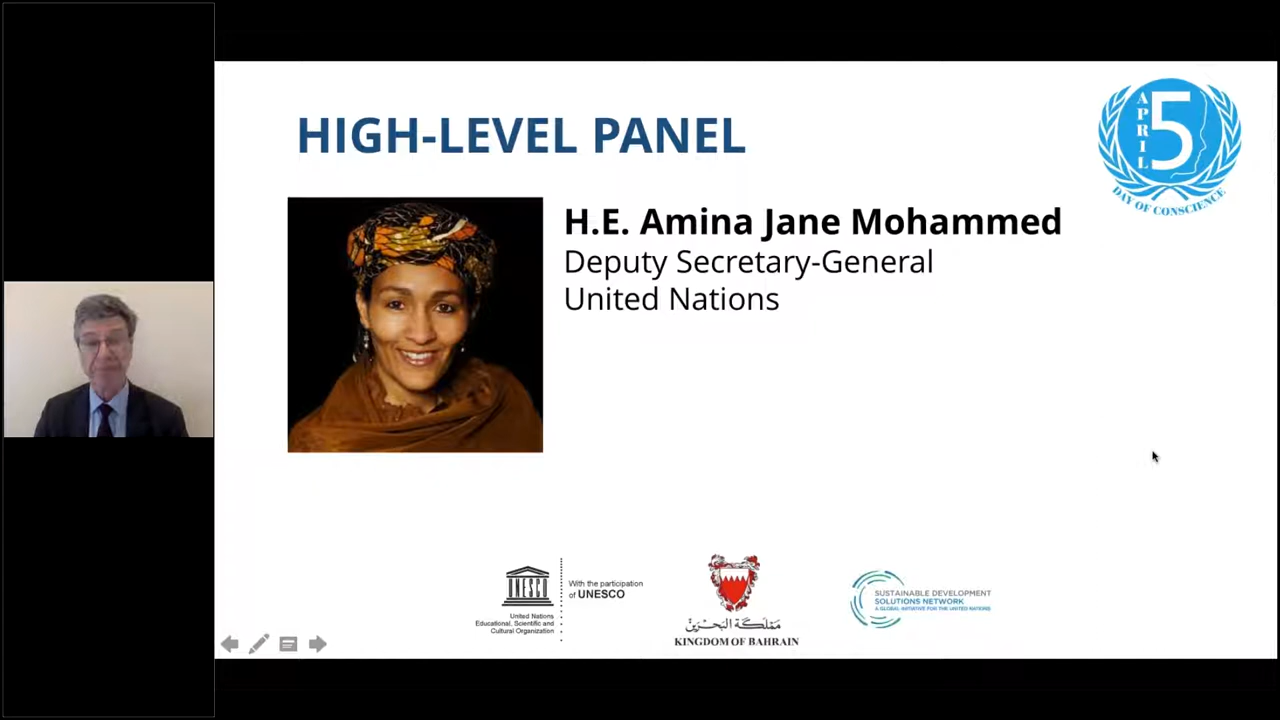 HIGH-LEVEL PANEL
APRIL
5
DAY OF CONSCIENCE
H.E. Amina Jane Mohammed
Deputy Secretary-General
United Nations
UNESCO
With the participation
of UNESCO
United Nations
Educational, Scientific and
Cultural Organization
مملكة البحرين
KINGDOM OF BAHRAIN
SUSTAINABLE DEVELOPMENT
SOLUTIONS NETWORK
A GLOBAL INITIATIVE FOR THE UNITED NATIONS